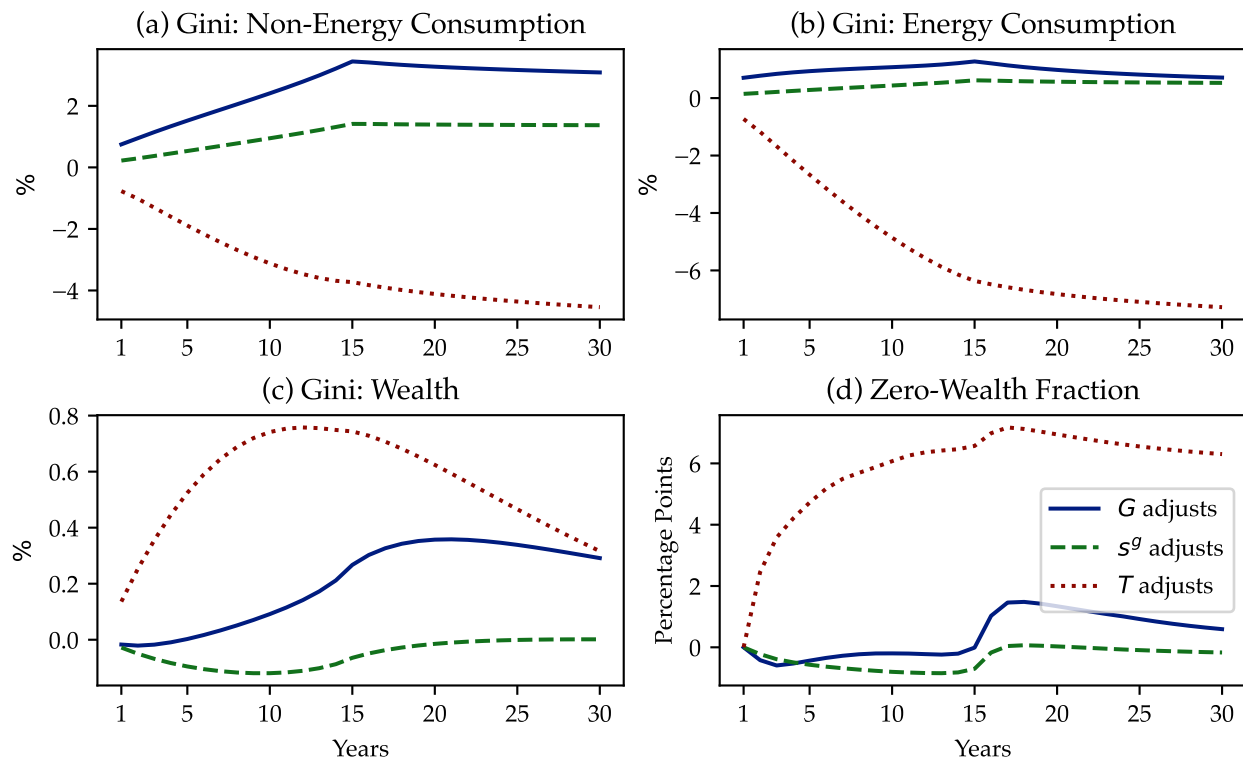 (a) Gini: Non-Energy Consumption
2
0
−2
−4
%
1 5 10 15 20 25 30
(b) Gini: Energy Consumption
0
−2
−4
−6
%
1 5 10 15 20 25 30
(c) Gini: Wealth
0.8
0.6
0.4
0.2
0.0
%
1 5 10 15 20 25 30
Years
(d) Zero-Wealth Fraction
6
4
2
0
Percentage Points
G adjusts
s^g adjusts
T adjusts
1 5 10 15 20 25 30
Years